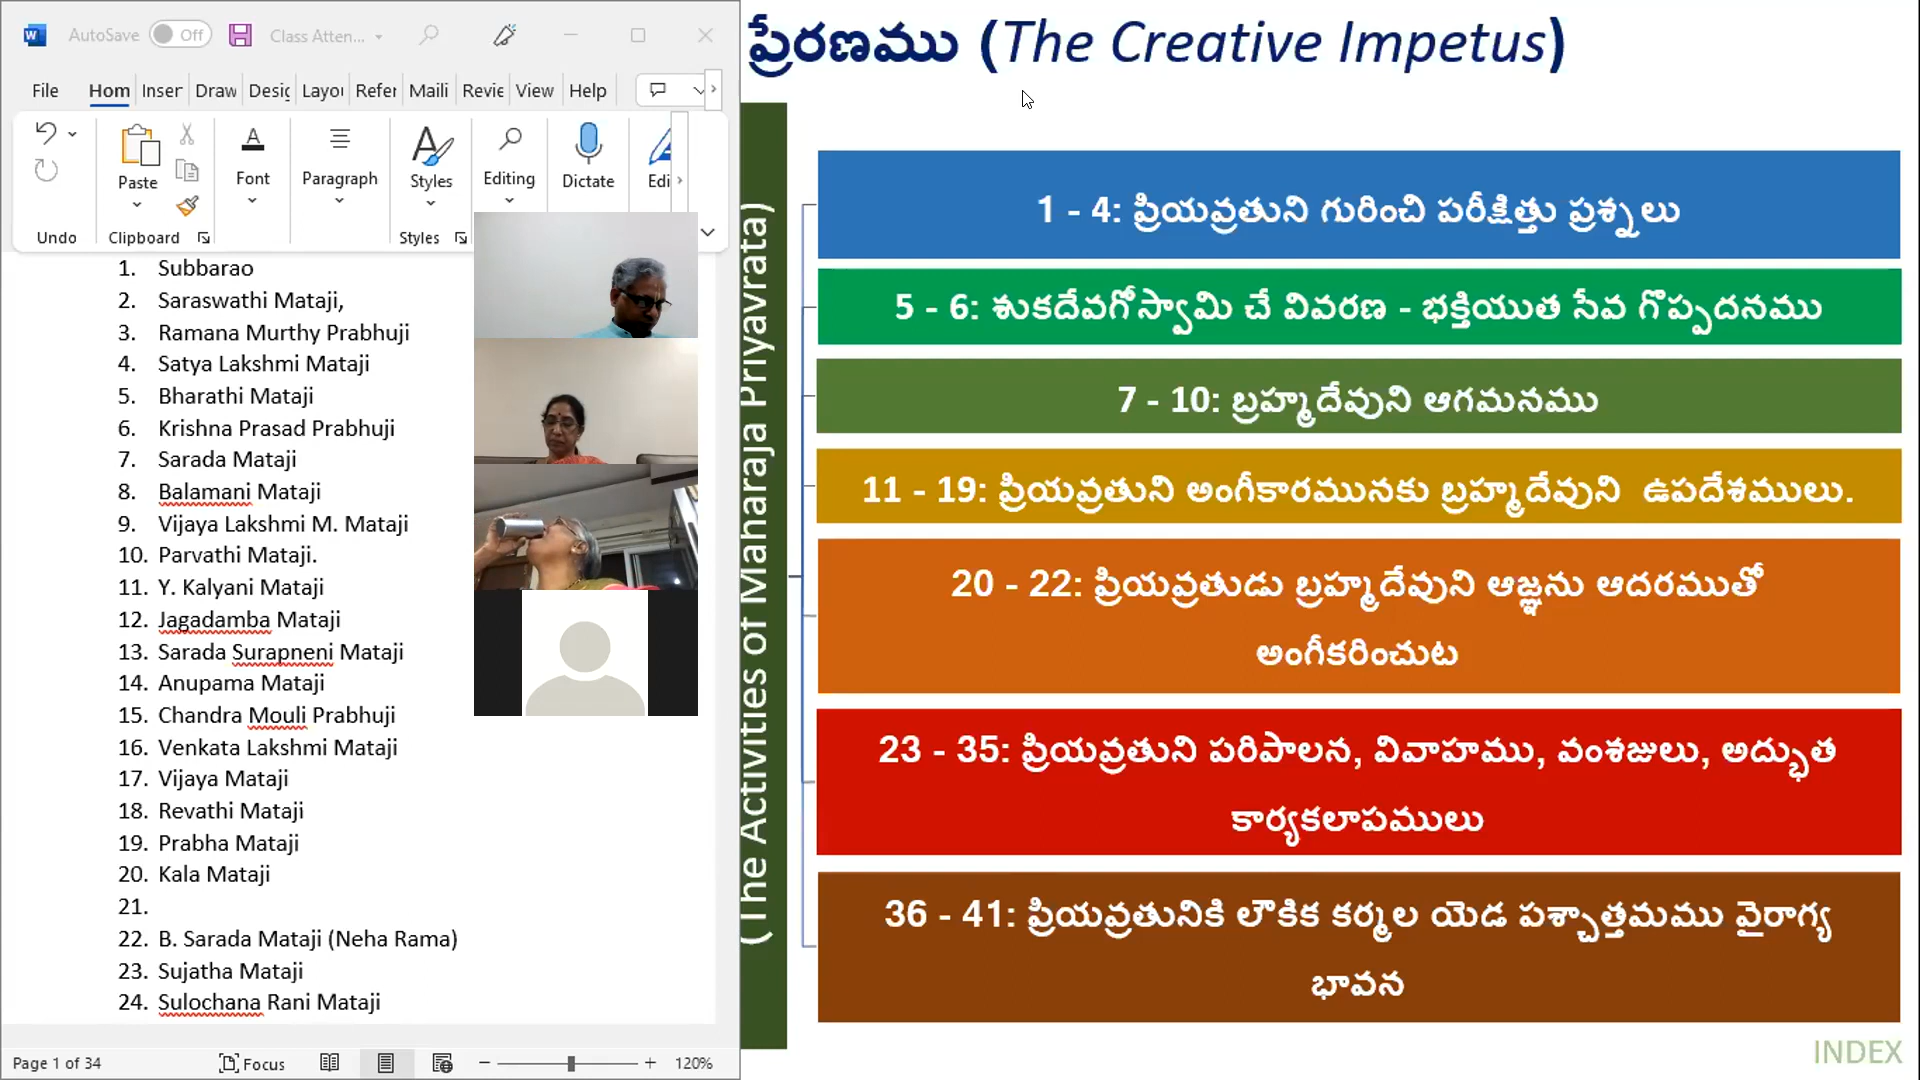 AutoSave Off Class Atten...
File Hom Inser Draw Desig Layou Refer Maili Revie View Help
Paste Font Paragraph Styles Editing Dictate Edi
Undo Clipboard Styles
1. Subbarao
2. Saraswathi Mataji,
3. Ramana Murthy Prabhuji
4. Satya Lakshmi Mataji
5. Bharathi Mataji
6. Krishna Prasad Prabhuji
7. Sarada Mataji
8. Balamani Mataji
9. Vijaya Lakshmi M. Mataji
10. Parvathi Mataji.
11. Y. Kalyani Mataji
12. Jagadamba Mataji
13. Sarada Surapneni Mataji
14. Anupama Mataji
15. Chandra Mouli Prabhuji
16. Venkata Lakshmi Mataji
17. Vijaya Mataji
18. Revathi Mataji
19. Prabha Mataji
20. Kala Mataji
21.
22. B. Sarada Mataji (Neha Rama)
23. Sujatha Mataji
24. Sulochana Rani Mataji
Page 1 of 34 Focus 120%
ప్రేరణము (The Creative Impetus)
(The Activities of Maharaja Priyavrata)
1 - 4: ప్రియవ్రతుని గురించి పరీక్షిత్తు ప్రశ్నలు
5 - 6: శుకదేవగోస్వామి చే వివరణ - భక్తియుత సేవ గొప్పదనము
7 - 10: బ్రహ్మదేవుని ఆగమనము
11 - 19: ప్రియవ్రతుని అంగీకారమునకు బ్రహ్మదేవుని ఉపదేశములు.
20 - 22: ప్రియవ్రతుడు బ్రహ్మదేవుని ఆజ్ఞను ఆదరముతో
అంగీకరించుట
23 - 35: ప్రియవ్రతుని పరిపాలన, వివాహము, వంశజులు, అద్భుత
కార్యకలాపములు
36 - 41: ప్రియవ్రతునికి లౌకిక కర్మల యెడ పశ్చాత్తమము వైరాగ్య
భావన
INDEX